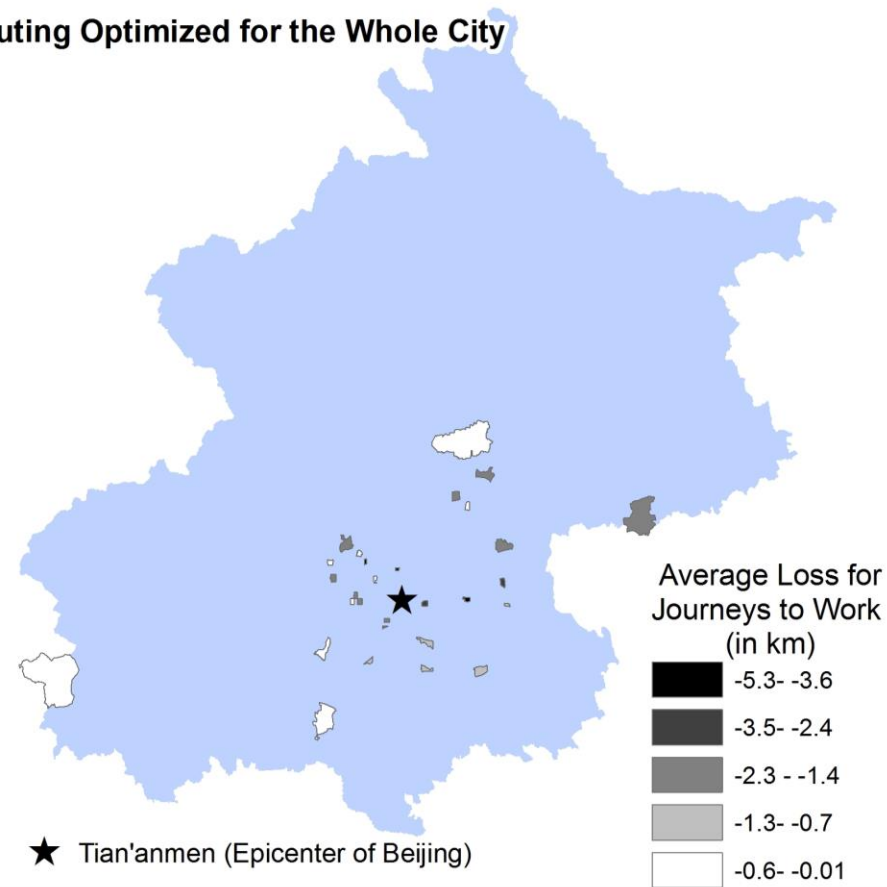 uting Optimized for the Whole City
Average Loss for
Journeys to Work
(in km)
-5.3- -3.6
-3.5- -2.4
-2.3 - -1.4
-1.3- -0.7
-0.6- -0.01
Tian'anmen (Epicenter of Beijing)